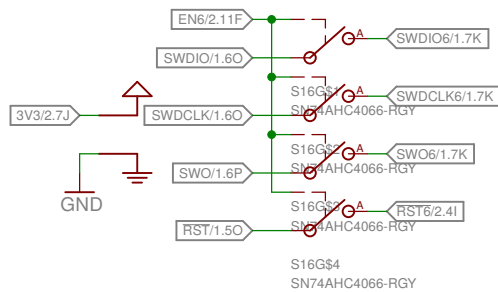 EN6/2.11F
A
SWDIO6/1.7K
SWDIO/1.6O
S16G$1
A
SWDCLK6/1.7K
3V3/2.7J
SWDCLK/1.6O
SN74AHC4066-RGY
S16G$2
A
SWO6/1.7K
SWO/1.6P
SN74AHC4066-RGY
GND
S16G$3
A
RST6/2.4I
RST/1.5O
SN74AHC4066-RGY
S16G$4
SN74AHC4066-RGY